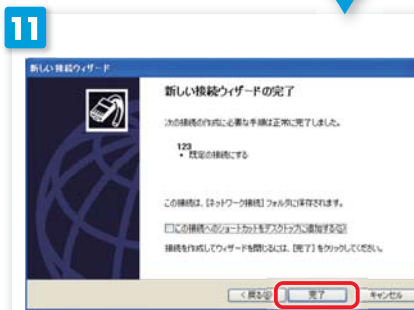 11
新しい接続ウィザード
新しい接続ウィザードの完了
次の接続の作成に必要な手順は正常に完了しました。
123
• 既定の接続にする
この接続は、[ネットワーク接続] フォルダに保存されます。
この接続へのショートカットをデスクトップに追加する(S)
接続を作成してウィザードを閉じるには、[完了] をクリックしてください。
< 戻る(B)
完了
キャンセル